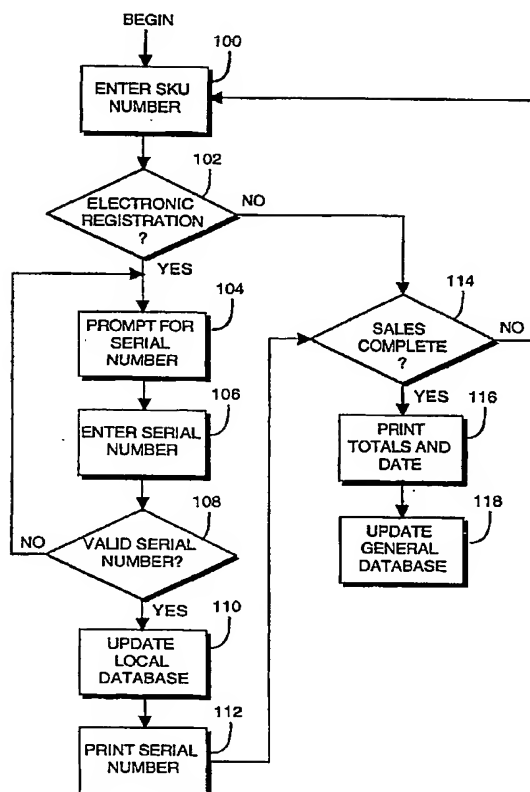 BEGIN
100
ENTER SKU
NUMBER
102
ELECTRONIC
REGISTRATION
?
NO
YES
104
PROMPT FOR
SERIAL
NUMBER
106
ENTER SERIAL
NUMBER
108
VALID SERIAL
NUMBER?
NO
YES
110
UPDATE
LOCAL
DATABASE
112
PRINT SERIAL
NUMBER
114
SALES
COMPLETE
?
NO
YES
116
PRINT
TOTALS AND
DATE
118
UPDATE
GENERAL
DATABASE